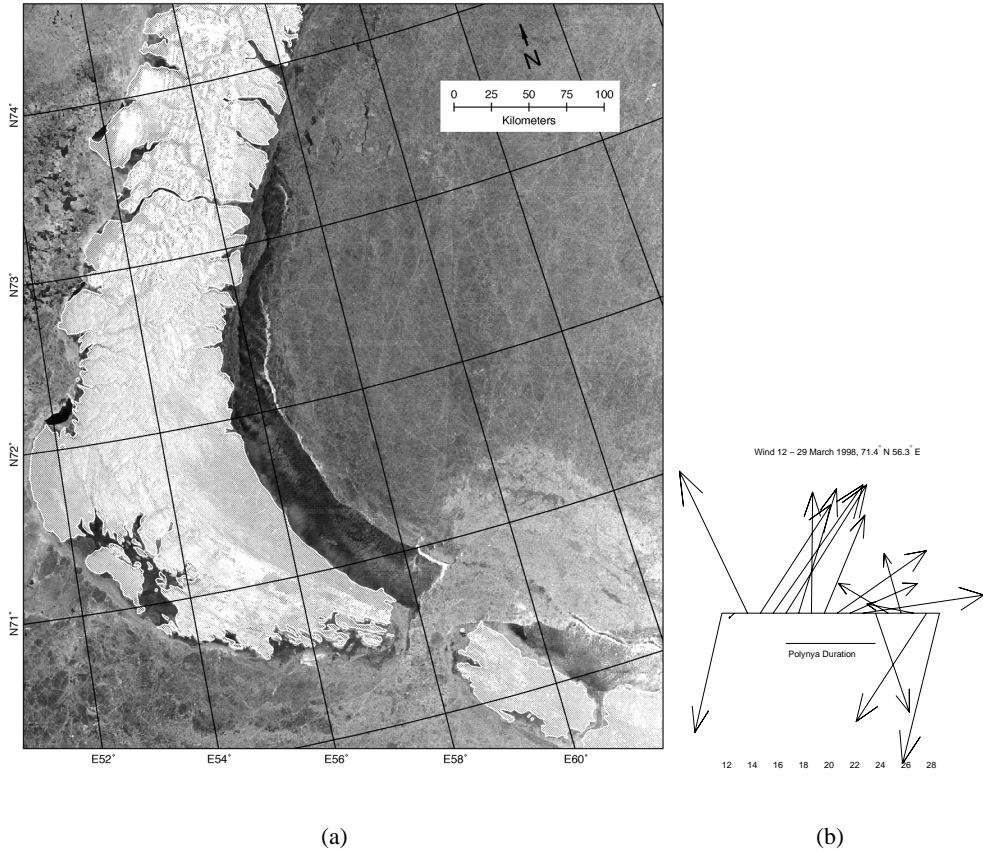 N
0 25 50 75 100
Kilometers
N74°
N73°
N72°
N71°
E52° E54° E56° E58° E60°
(a)
Wind 12 − 29 March 1998, 71.4° N 56.3° E
Polynya Duration
12 14 16 18 20 22 24 26 28
(b)